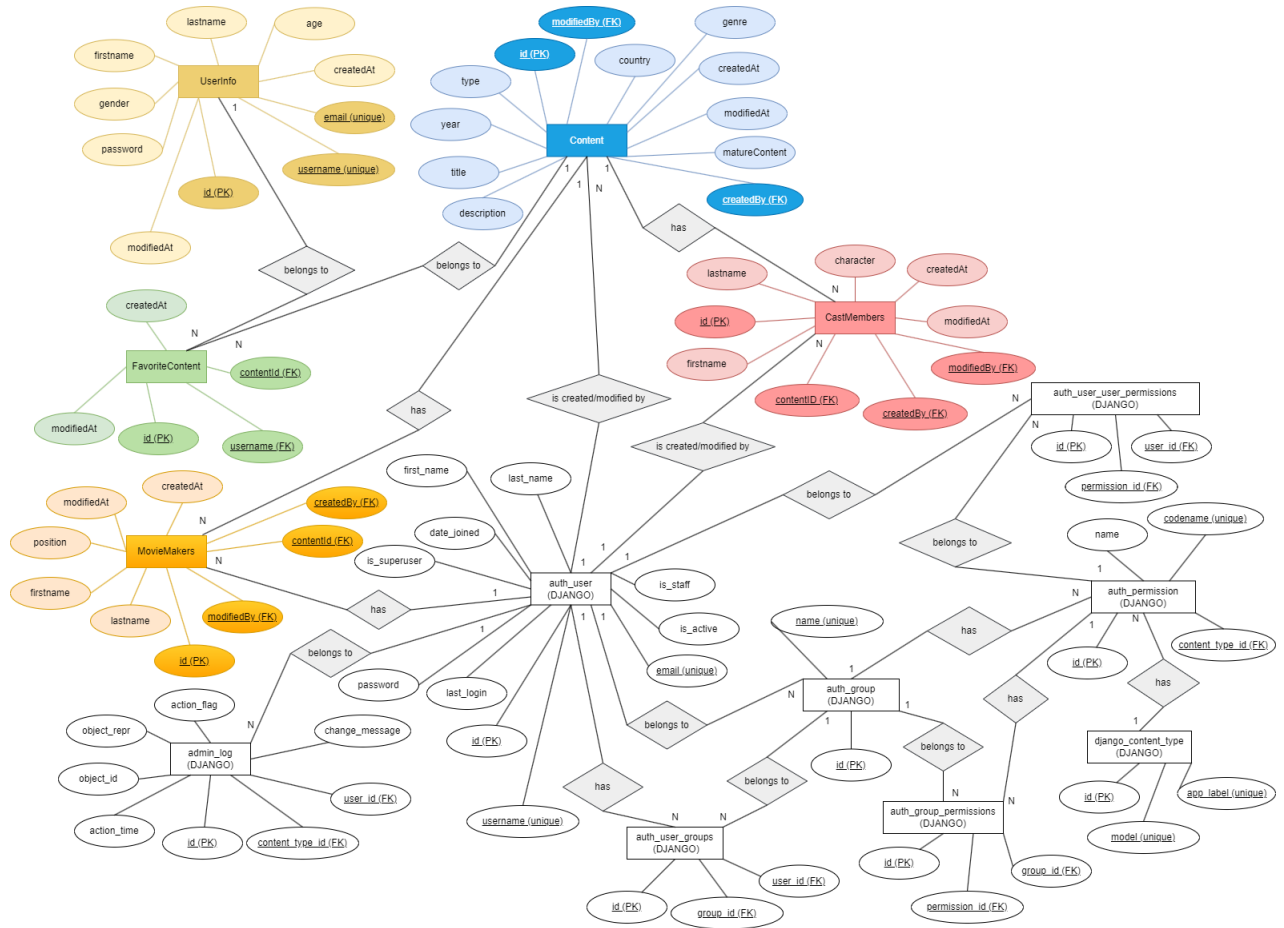 lastname
age
firstname
UserInfo
createdAt
gender
email (unique)
password
username (unique)
id (PK)
modifiedAt
1
modifiedBy (FK)
genre
id (PK)
country
type
createdAt
year
modifiedAt
Content
matureContent
title
createdBy (FK)
description
1
1
N
1
belongs to
belongs to
has
N
N
N
createdAt
FavoriteContent
contentId (FK)
modifiedAt
id (PK)
username (FK)
lastname
character
createdAt
id (PK)
CastMembers
modifiedAt
firstname
N
modifiedBy (FK)
contentID (FK)
createdBy (FK)
has
is created/modified by
is created/modified by
belongs to
N
auth_user_user_permissions
(DJANGO)
N
id (PK)
user_id (FK)
permission_id (FK)
belongs to
createdAt
modifiedAt
createdBy (FK)
position
N
MovieMakers
contentId (FK)
N
firstname
lastname
modifiedBy (FK)
id (PK)
has
1
belongs to
1
first_name
last_name
date_joined
is_superuser
1
1
1
auth_user
(DJANGO)
is_staff
is_active
email (unique)
password
last_login
id (PK)
username (unique)
1
1
1
codename (unique)
name
1
auth_permission
(DJANGO)
N
content_type_id (FK)
id (PK)
1
N
has
has
has
name (unique)
1
N
auth_group
(DJANGO)
1
1
id (PK)
belongs to
belongs to
belongs to
has
action_flag
object_repr
N
change_message
admin_log
(DJANGO)
object_id
user_id (FK)
action_time
id (PK)
content_type_id (FK)
N
N
auth_user_groups
(DJANGO)
user_id (FK)
id (PK)
group_id (FK)
N
N
auth_group_permissions
(DJANGO)
id (PK)
group_id (FK)
permission_id (FK)
1
django_content_type
(DJANGO)
id (PK)
app_label (unique)
model (unique)